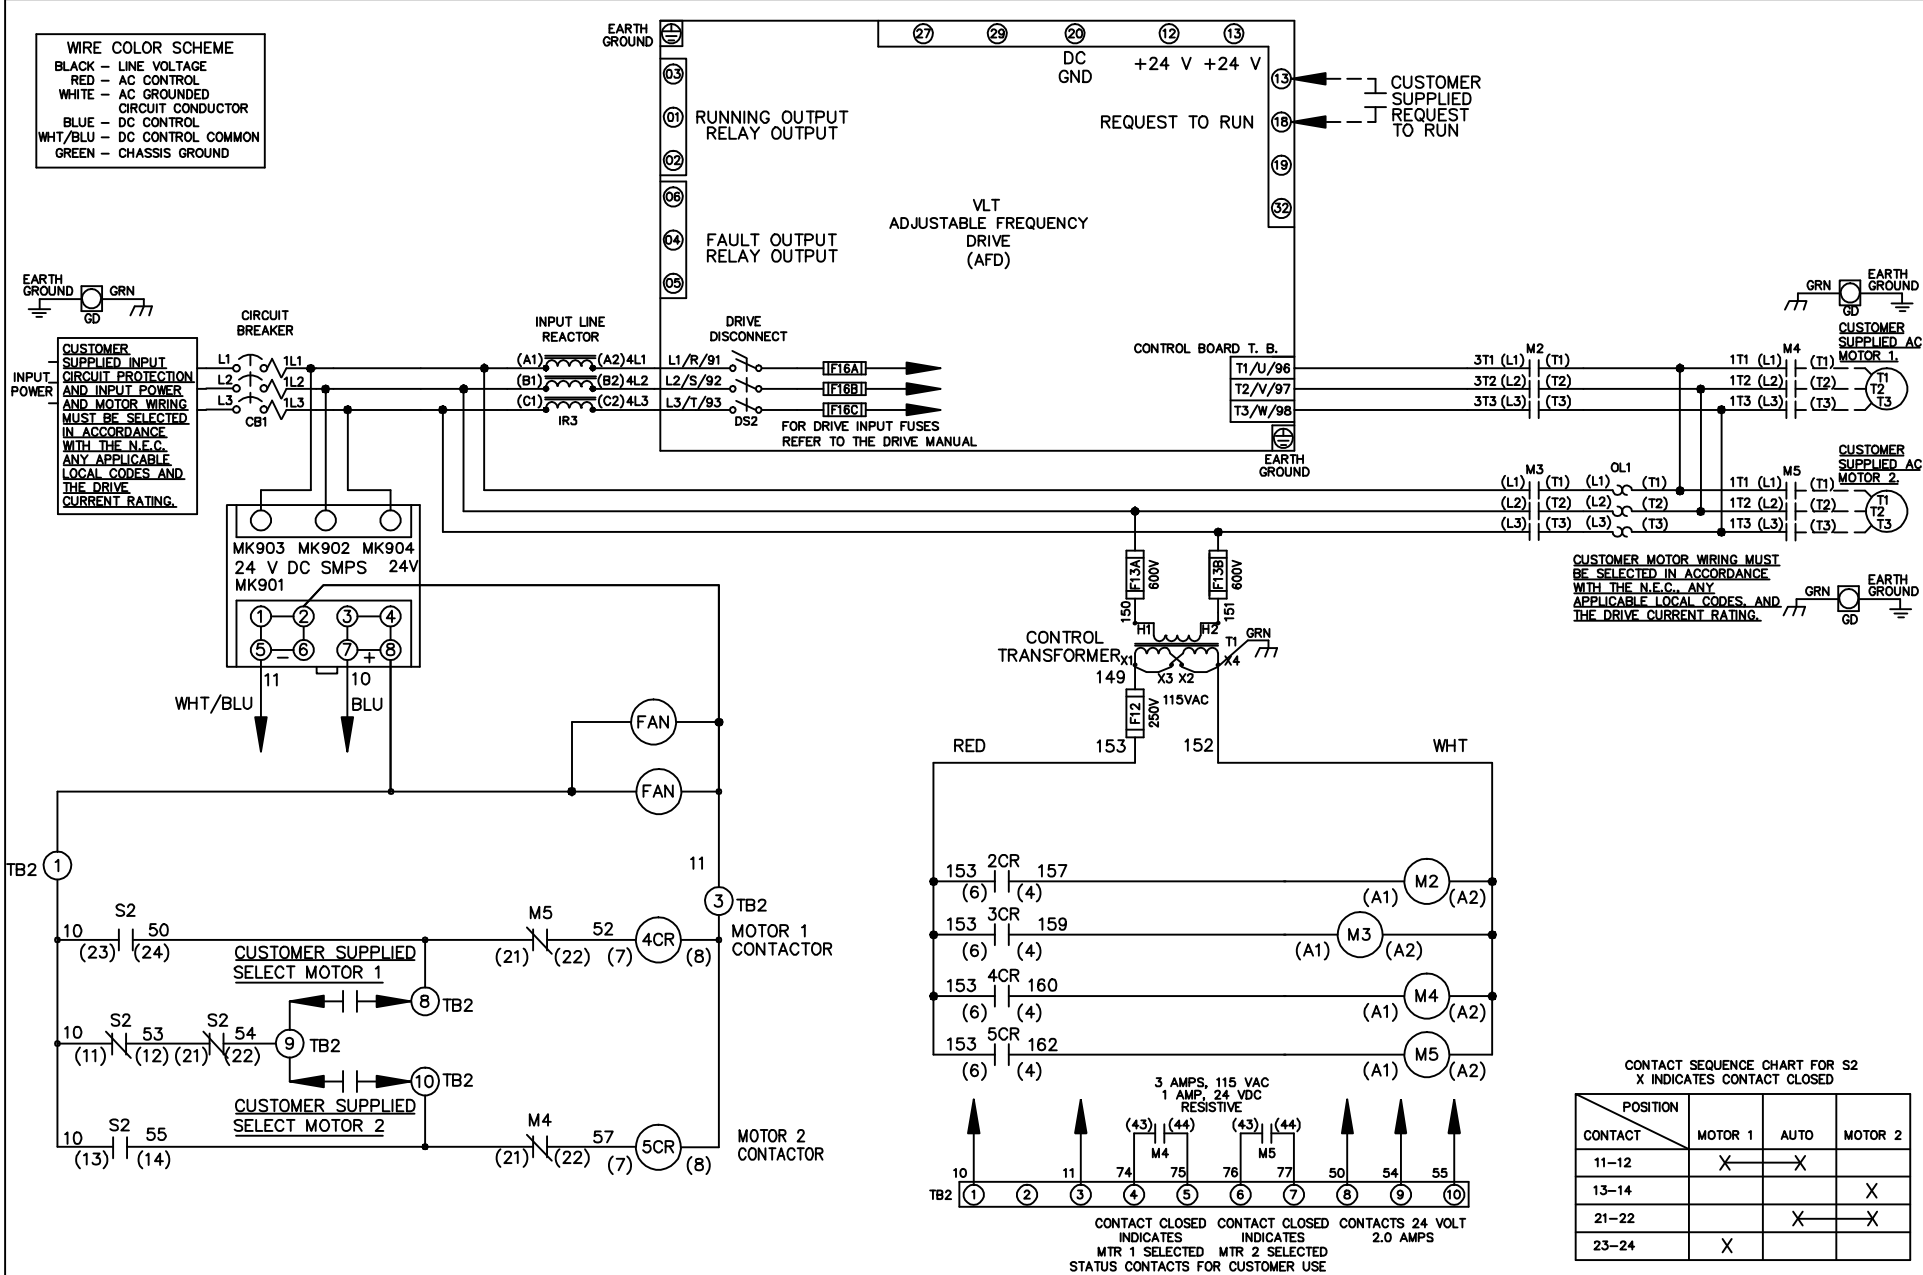 WIRE COLOR SCHEME
BLACK – LINE VOLTAGE
RED – AC CONTROL
WHITE – AC GROUNDED
CIRCUIT CONDUCTOR
BLUE – DC CONTROL
WHT/BLU – DC CONTROL COMMON
GREEN – CHASSIS GROUND
EARTH
GROUND
03
01
02
RUNNING OUTPUT
RELAY OUTPUT
06
04
05
FAULT OUTPUT
RELAY OUTPUT
27 29 20 12 13
DC
GND
+24 V +24 V
13
REQUEST TO RUN 18
19
32
CUSTOMER
SUPPLIED
REQUEST
TO RUN
VLT
ADJUSTABLE FREQUENCY
DRIVE
(AFD)
EARTH
GROUND
GRN
GD
INPUT
POWER
CUSTOMER
SUPPLIED INPUT
CIRCUIT PROTECTION
AND INPUT POWER
AND MOTOR WIRING
MUST BE SELECTED
IN ACCORDANCE
WITH THE N.E.C.
ANY APPLICABLE
LOCAL CODES AND
THE DRIVE
CURRENT RATING.
CIRCUIT
BREAKER
L1 1L1
L2 1L2
L3 1L3
CB1
INPUT LINE
REACTOR
(A1) (A2) 4L1
(B1) (B2) 4L2
(C1) (C2) 4L3
IR3
DRIVE
DISCONNECT
L1/R/91
L2/S/92
L3/T/93
DS2
F16A
F16B
F16C
FOR DRIVE INPUT FUSES
REFER TO THE DRIVE MANUAL
CONTROL BOARD T. B.
T1/U/96
T2/V/97
T3/W/98
EARTH
GROUND
M2
3T1 (L1) (T1)
3T2 (L2) (T2)
3T3 (L3) (T3)
M4
1T1 (L1) (T1)
1T2 (L2) (T2)
1T3 (L3) (T3)
GRN
EARTH
GROUND
GD
CUSTOMER
SUPPLIED AC
MOTOR 1.
T1
T2
T3
M3
(L1) (T1)
(L2) (T2)
(L3) (T3)
OL1
(L1) (T1)
(L2) (T2)
(L3) (T3)
M5
1T1 (L1) (T1)
1T2 (L2) (T2)
1T3 (L3) (T3)
CUSTOMER
SUPPLIED AC
MOTOR 2.
T1
T2
T3
CUSTOMER MOTOR WIRING MUST
BE SELECTED IN ACCORDANCE
WITH THE N.E.C., ANY
APPLICABLE LOCAL CODES, AND
THE DRIVE CURRENT RATING.
GRN
EARTH
GROUND
GD
MK903 MK902 MK904
24 V DC SMPS 24V
MK901
1 2 3 4
5 – 6 7 + 8
11
WHT/BLU
10
BLU
FAN
FAN
F13A
600V
F13B
600V
150
151
H1 H2
CONTROL
TRANSFORMER
T1
GRN
X1 X3 X2 X4
149
115VAC
F12
250V
153
152
RED
WHT
TB2 1
11
3 TB2
S2
10 50
(23) (24)
M5
(21) (22)
52
(7) 4CR (8)
MOTOR 1
CONTACTOR
CUSTOMER SUPPLIED
SELECT MOTOR 1
8 TB2
S2 S2
10 53 54
(11) (12) (21) (22)
9 TB2
10 TB2
CUSTOMER SUPPLIED
SELECT MOTOR 2
S2
10 55
(13) (14)
M4
(21) (22)
57
(7) 5CR (8)
MOTOR 2
CONTACTOR
2CR
153 157
(6) (4)
(A1) M2 (A2)
3CR
153 159
(6) (4)
(A1) M3 (A2)
4CR
153 160
(6) (4)
(A1) M4 (A2)
5CR
153 162
(6) (4)
(A1) M5 (A2)
3 AMPS, 115 VAC
1 AMP, 24 VDC
RESISTIVE
(43) (44)
M4
(43) (44)
M5
10 11 74 75 76 77 50 54 55
TB2 1 2 3 4 5 6 7 8 9 10
CONTACT CLOSED
INDICATES
MTR 1 SELECTED
CONTACT CLOSED
INDICATES
MTR 2 SELECTED
CONTACTS 24 VOLT
2.0 AMPS
STATUS CONTACTS FOR CUSTOMER USE
CONTACT SEQUENCE CHART FOR S2
X INDICATES CONTACT CLOSED
POSITION
CONTACT MOTOR 1 AUTO MOTOR 2
11–12 X X
13–14 X
21–22 X X
23–24 X